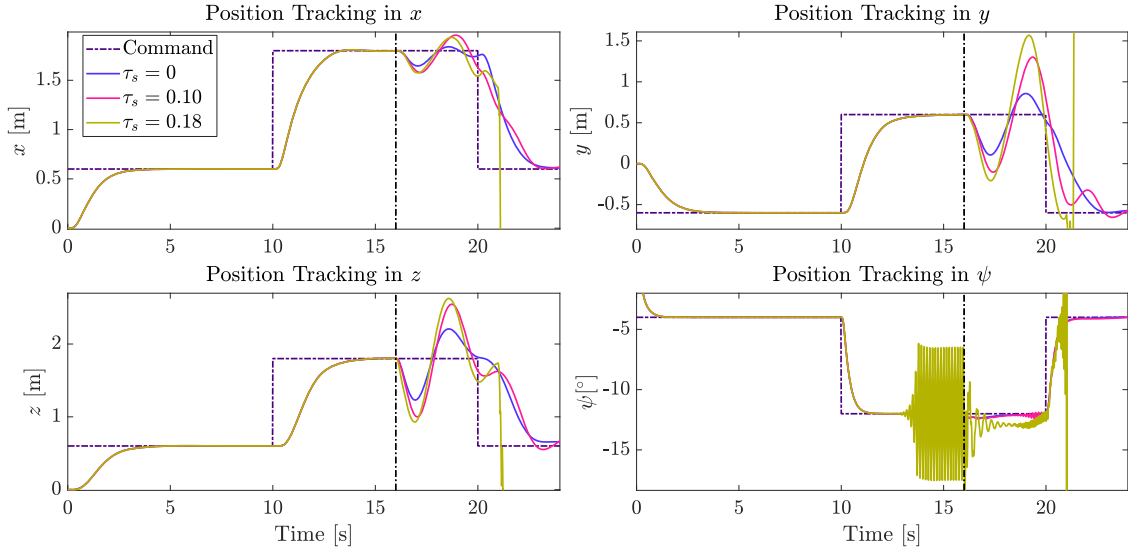 Position Tracking in x
Command
τₛ = 0
τₛ = 0.10
τₛ = 0.18
x [m]
1.5
1
0.5
0
0 5 10 15 20
Position Tracking in y
y [m]
1.5
1
0.5
0
-0.5
0 5 10 15 20
Position Tracking in z
z [m]
2
1
0
0 5 10 15 20
Time [s]
Position Tracking in ψ
ψ[°]
-5
-10
-15
0 5 10 15 20
Time [s]